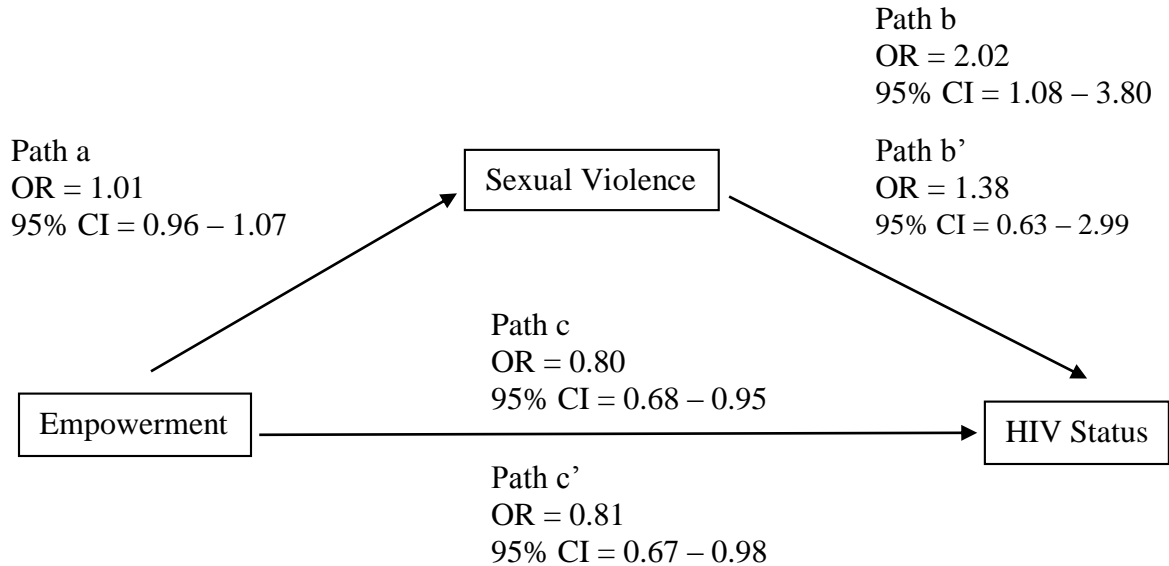 Path b
OR = 2.02
95% CI = 1.08 – 3.80
Path a
OR = 1.01
95% CI = 0.96 – 1.07
Sexual Violence
Path b’
OR = 1.38
95% CI = 0.63 – 2.99
Path c
OR = 0.80
95% CI = 0.68 – 0.95
Empowerment
HIV Status
Path c’
OR = 0.81
95% CI = 0.67 – 0.98